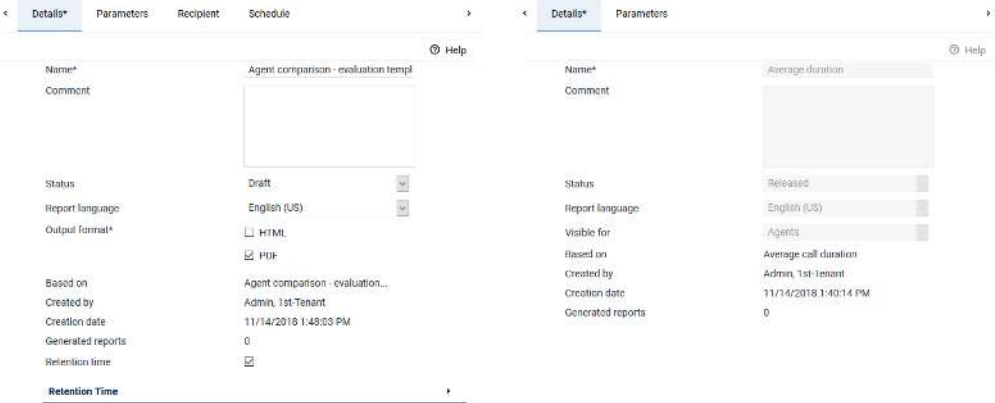 Details* Parameters Recipient Schedule
Help
Name* Agent comparison - evaluation templ
Comment
Status Draft
Report language English (US)
Output format* HTML
PDF
Based on Agent comparison - evaluation...
Created by Admin, 1st-Tenant
Creation date 11/14/2018 1:48:03 PM
Generated reports 0
Retention time
Retention Time
Details* Parameters
Help
Name* Average duration
Comment
Status Released
Report language English (US)
Visible for Agents
Based on Average call duration
Created by Admin, 1st-Tenant
Creation date 11/14/2018 1:40:14 PM
Generated reports 0